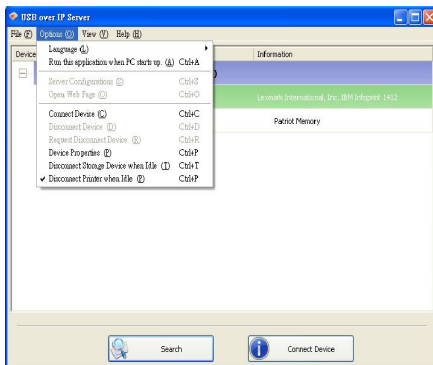 USB over IP Server
File (F) Options (O) View (V) Help (H)
Device
Information
Language (L)
Run this application when PC starts up. (A) Ctrl+A
)
Server Configurations (S) Ctrl+S
Open Web Page (O) Ctrl+O
Lexmark International, Inc. IBM Infoprint 1412
Connect Device (C) Ctrl+C
Patriot Memory
Disconnect Device (D) Ctrl+D
Request Disconnect Device (R) Ctrl+R
Device Properties (P) Ctrl+P
Disconnect Storage Device when Idle (T) Ctrl+T
Disconnect Printer when Idle (P) Ctrl+P
Search
Connect Device